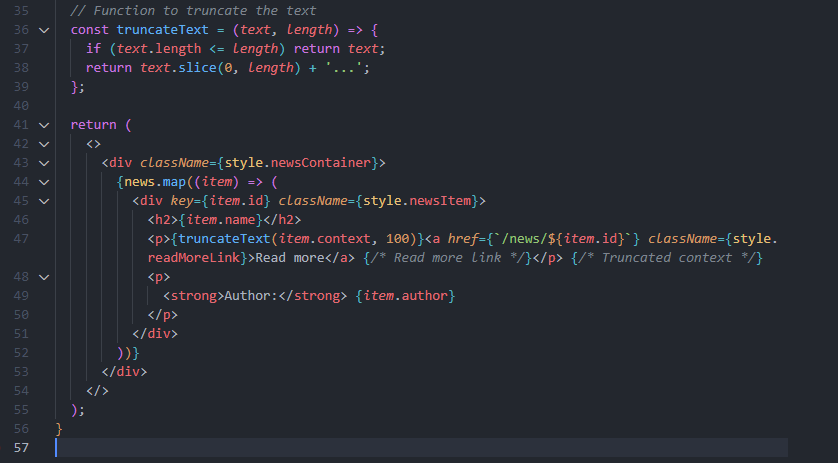 35 // Function to truncate the text
36 const truncateText = (text, length) => {
37 if (text.length <= length) return text;
38 return text.slice(0, length) + '...';
39 };
40
41 return (
42 <>
43 <div className={style.newsContainer}>
44 {news.map((item) => (
45 <div key={item.id} className={style.newsItem}>
46 <h2>{item.name}</h2>
47 <p>{truncateText(item.context, 100)}<a href={`/news/${item.id}`} className={style.
readMoreLink}>Read more</a> {/* Read more link */}</p> {/* Truncated context */}
48 <p>
49 <strong>Author:</strong> {item.author}
50 </p>
51 </div>
52 ))}
53 </div>
54 </>
55 );
56 }
57